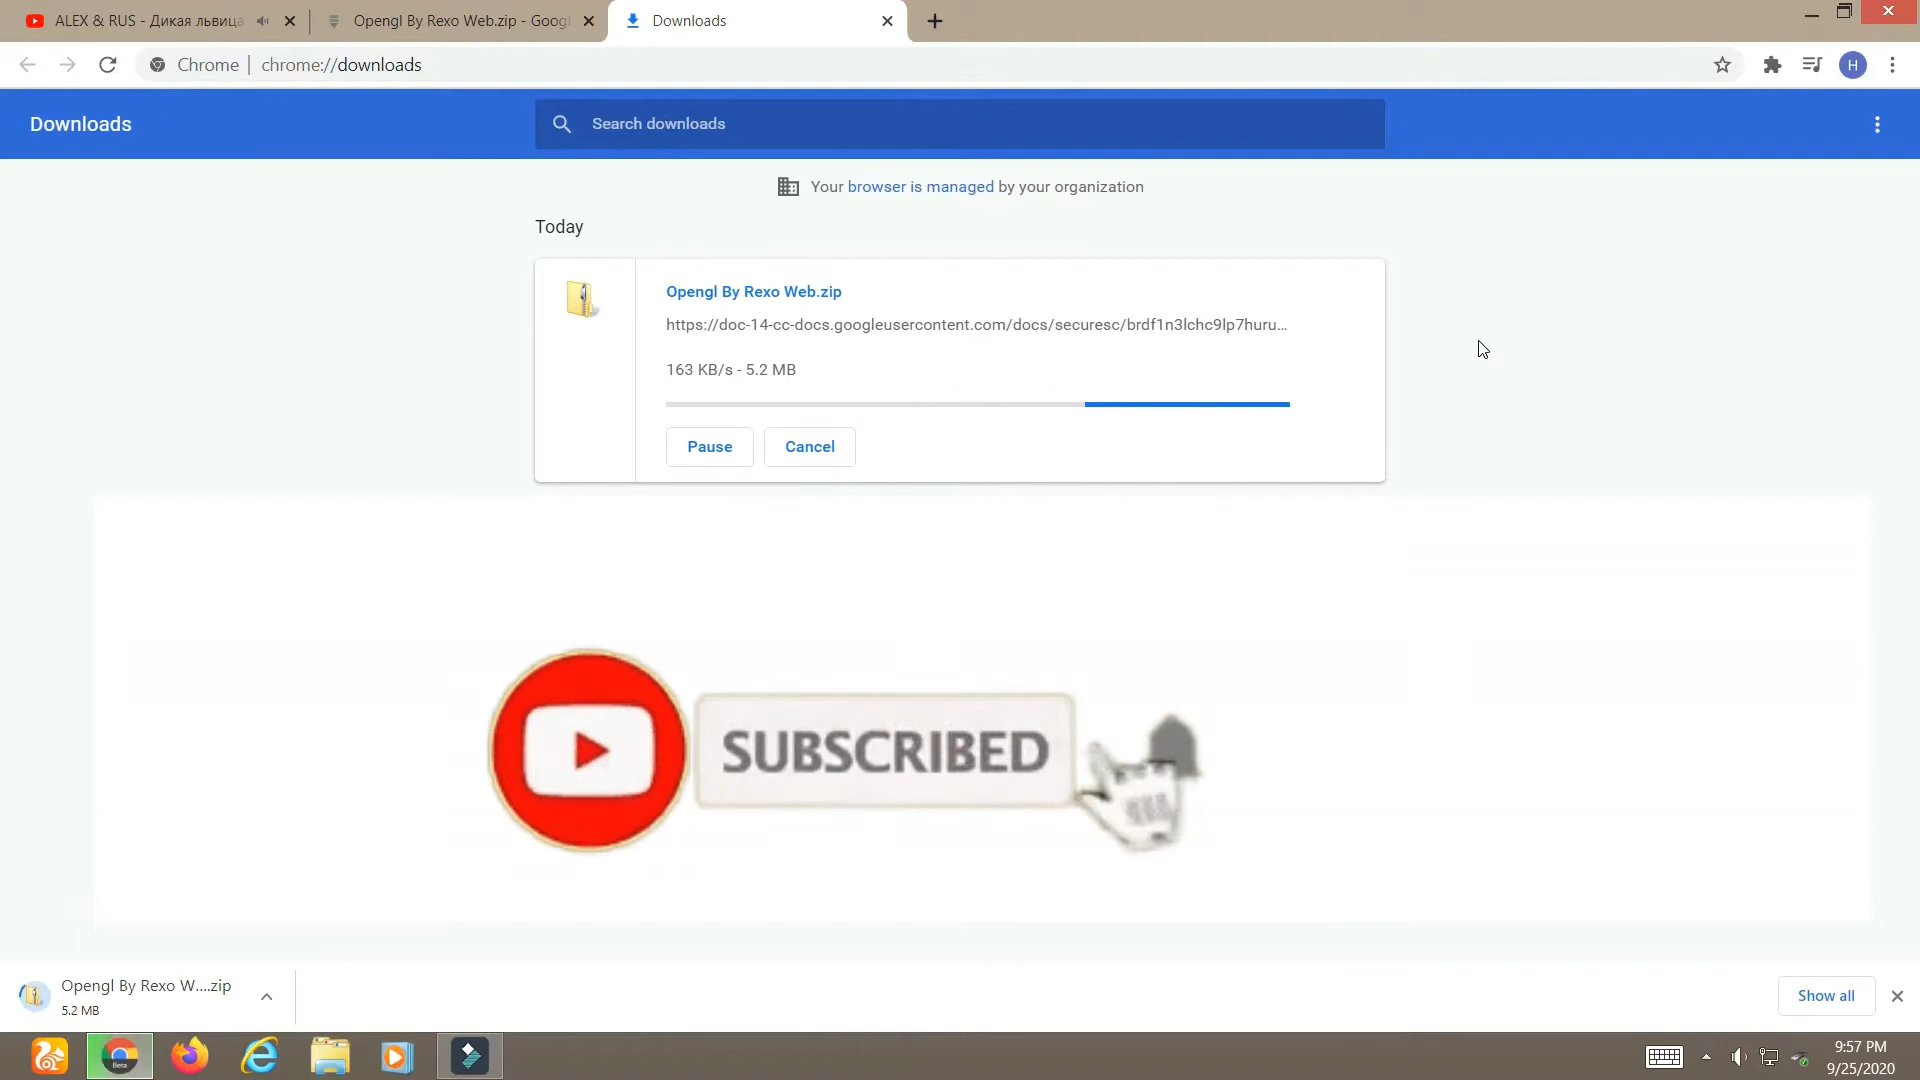 ALEX & RUS - Дикая львица
Opengl By Rexo Web.zip - Googl
Downloads
Chrome | chrome://downloads
H
Downloads
Search downloads
Your browser is managed by your organization
Today
Opengl By Rexo Web.zip
https://doc-14-cc-docs.googleusercontent.com/docs/securesc/brdf1n3lchc9lp7huru...
163 KB/s - 5.2 MB
Pause
Cancel
SUBSCRIBED
Opengl By Rexo W....zip
5.2 MB
Show all
Beta
9:57 PM
9/25/2020